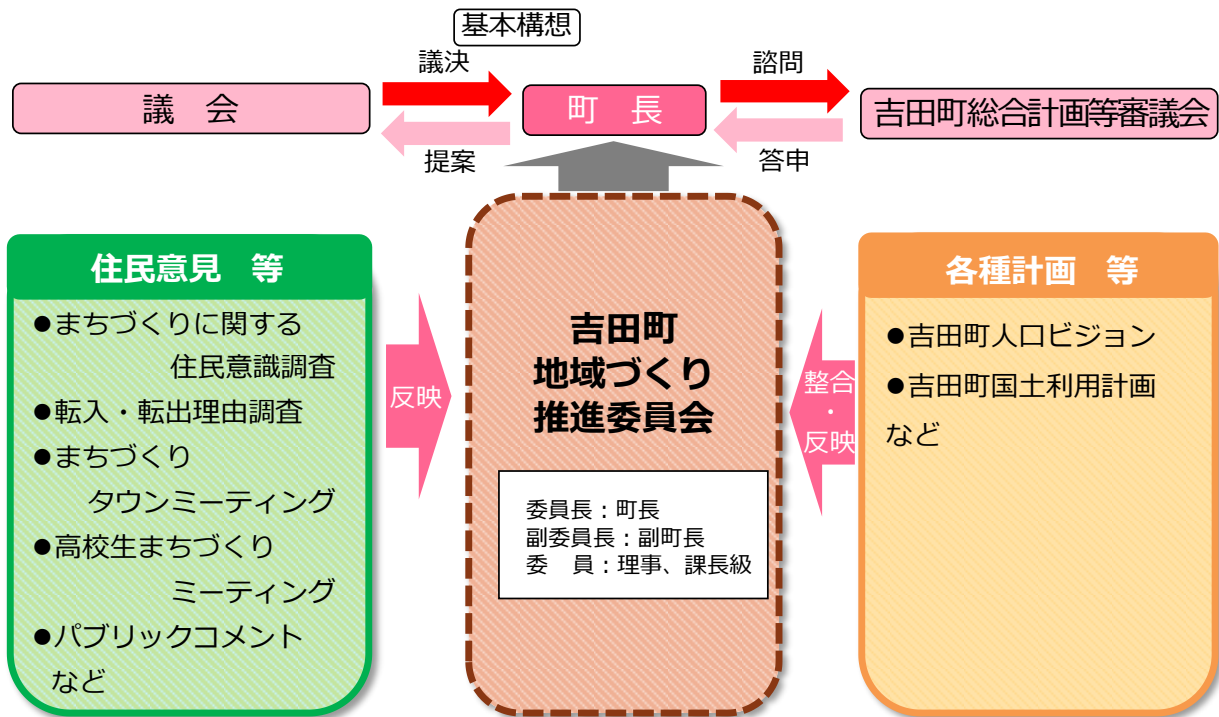 基本構想
議決
諮問
議　会
町　長
吉田町総合計画等審議会
提案
答申
住民意見　等
●まちづくりに関する
住民意識調査
●転入・転出理由調査
●まちづくり
タウンミーティング
●高校生まちづくり
ミーティング
●パブリックコメント
など
反映
吉田町
地域づくり
推進委員会
委員長：町長
副委員長：副町長
委　員：理事、課長級
整合
・
反映
各種計画　等
●吉田町人口ビジョン
●吉田町国土利用計画
など